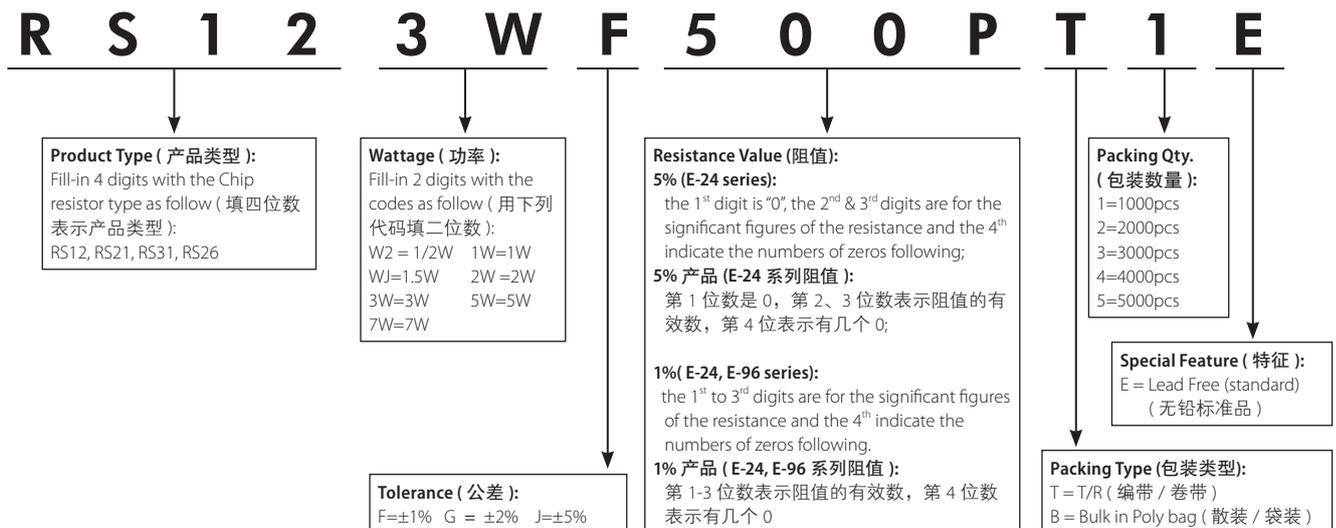 R S 1 2 3 W F 5 0 0 P T 1 E
Product Type ( 产品类型 ):
Fill-in 4 digits with the Chip
resistor type as follow ( 填四位数
表示产品类型 ):
RS12, RS21, RS31, RS26
Wattage ( 功率 ):
Fill-in 2 digits with the
codes as follow ( 用下列
代码填二位数 ):
W2 = 1/2W 1W=1W
WJ=1.5W 2W =2W
3W=3W 5W=5W
7W=7W
Tolerance ( 公差 ):
F=±1% G = ±2% J=±5%
Resistance Value (阻值):
5% (E-24 series):
the 1st digit is “0”, the 2nd & 3rd digits are for the
significant figures of the resistance and the 4th
indicate the numbers of zeros following;
5% 产品 (E-24 系列阻值 ):
第 1 位数是 0，第 2、3 位数表示阻值的有
效数，第 4 位表示有几个 0;
1%( E-24, E-96 series):
the 1st to 3rd digits are for the significant figures
of the resistance and the 4th indicate the
numbers of zeros following.
1% 产品 ( E-24, E-96 系列阻值 ):
第 1-3 位数表示阻值的有效数，第 4 位数
表示有几个 0
Packing Qty.
( 包装数量 ):
1=1000pcs
2=2000pcs
3=3000pcs
4=4000pcs
5=5000pcs
Special Feature ( 特征 ):
E = Lead Free (standard)
( 无铅标准品 )
Packing Type (包装类型):
T = T/R ( 编带 / 卷带 )
B = Bulk in Poly bag ( 散装 / 袋装 )